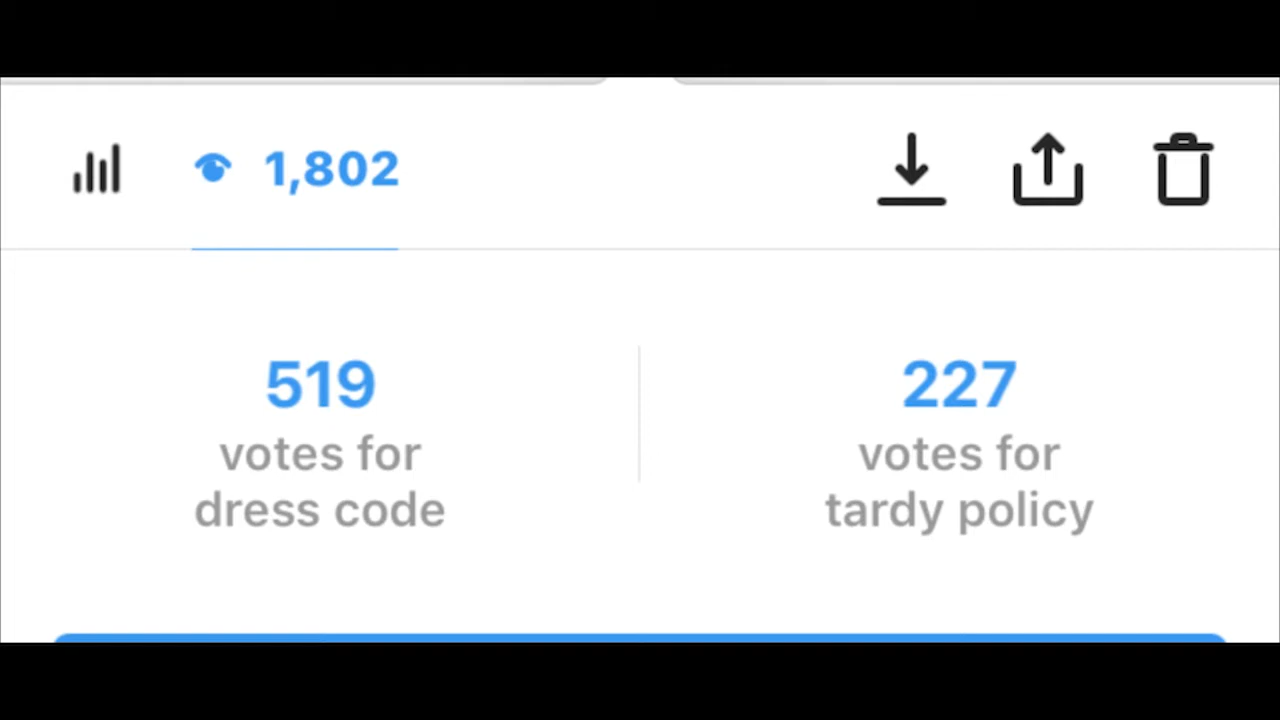 1,802
519
votes for
dress code
227
votes for
tardy policy